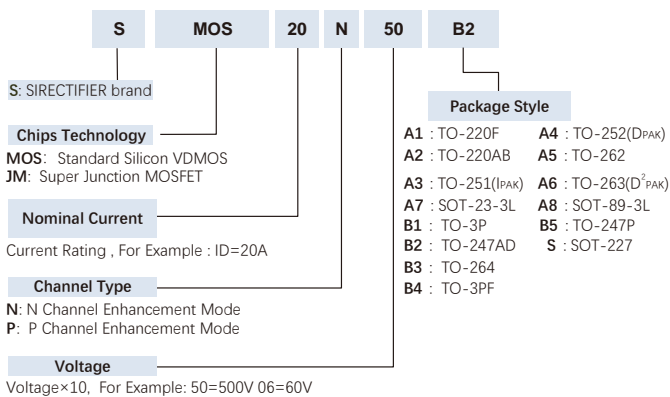 S MOS 20 N 50 B2
S: SIRECTIFIER brand
Chips Technology
MOS: Standard Silicon VDMOS
JM: Super Junction MOSFET
Nominal Current
Current Rating , For Example : ID=20A
Channel Type
N: N Channel Enhancement Mode
P: P Channel Enhancement Mode
Voltage
Voltage×10, For Example: 50=500V 06=60V
Package Style
A1 : TO-220F A4 : TO-252(DPAK)
A2 : TO-220AB A5 : TO-262
A3 : TO-251(IPAK) A6 : TO-263(D²PAK)
A7 : SOT-23-3L A8 : SOT-89-3L
B1 : TO-3P B5 : TO-247P
B2 : TO-247AD S : SOT-227
B3 : TO-264
B4 : TO-3PF